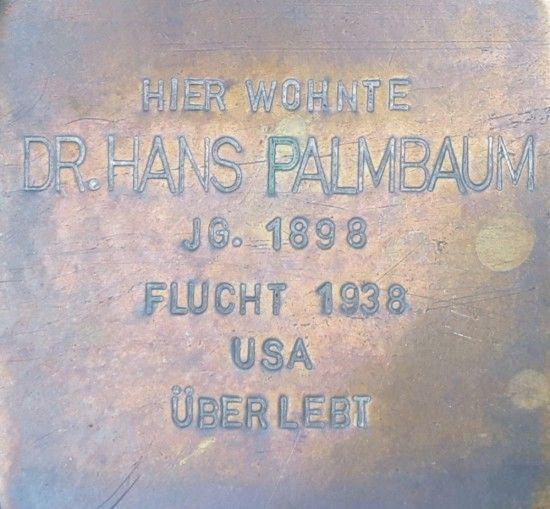 HIER WOHNTE
DR. HANS PALMBAUM
JG. 1898
FLUCHT 1938
USA
ÜBERLEBT